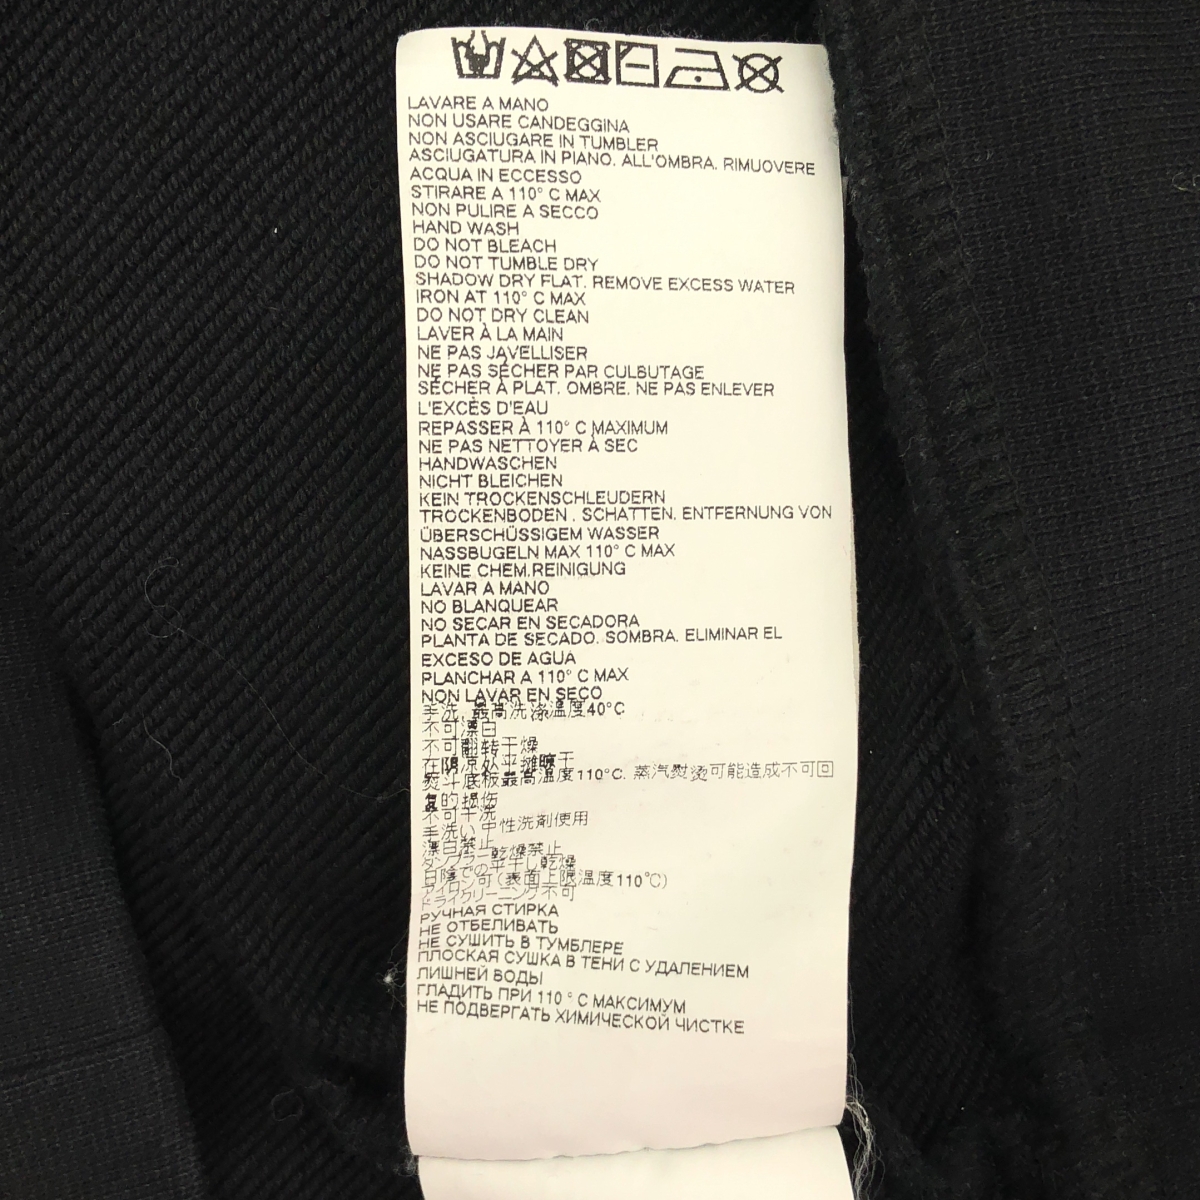 LAVARE A MANO
NON USARE CANDEGGINA
NON ASCIUGARE IN TUMBLER
ASCIUGATURA IN PIANO. ALL'OMBRA. RIMUOVERE
ACQUA IN ECCESSO
STIRARE A 110° C MAX
NON PULIRE A SECCO
HAND WASH
DO NOT BLEACH
DO NOT TUMBLE DRY
SHADOW DRY FLAT. REMOVE EXCESS WATER
IRON AT 110° C MAX
DO NOT DRY CLEAN
LAVER À LA MAIN
NE PAS JAVELLISER
NE PAS SÉCHER PAR CULBUTAGE
SÉCHER À PLAT. OMBRE. NE PAS ENLEVER
L'EXCÈS D'EAU
REPASSER À 110° C MAXIMUM
NE PAS NETTOYER À SEC
HANDWASCHEN
NICHT BLEICHEN
KEIN TROCKENSCHLEUDERN
TROCKENBODEN . SCHATTEN. ENTFERNUNG VON
ÜBERSCHÜSSIGEM WASSER
NASSBUGELN MAX 110° C MAX
KEINE CHEM.REINIGUNG
LAVAR A MANO
NO BLANQUEAR
NO SECAR EN SECADORA
PLANTA DE SECADO. SOMBRA. ELIMINAR EL
EXCESO DE AGUA
PLANCHAR A 110° C MAX
NON LAVAR EN SECO
手洗. 最高洗涤温度40°C
不可漂白
不可翻转干燥
在阴凉处平摊曬干
熨斗底板最高温度110°C. 蒸汽熨烫可能造成不可回
复的损伤
不可干洗
手洗い 中性洗剤使用
漂白禁止
タンブラー乾燥禁止
日陰での平干し乾燥
アイロン可(表面上限温度110℃)
ドライクリーニング不可
РУЧНАЯ СТИРКА
НЕ ОТБЕЛИВАТЬ
НЕ СУШИТЬ В ТУМБЛЕРЕ
ПЛОСКАЯ СУШКА В ТЕНИ С УДАЛЕНИЕМ
ЛИШНЕЙ ВОДЫ
ГЛАДИТЬ ПРИ 110 ° С МАКСИМУМ
НЕ ПОДВЕРГАТЬ ХИМИЧЕСКОЙ ЧИСТКЕ